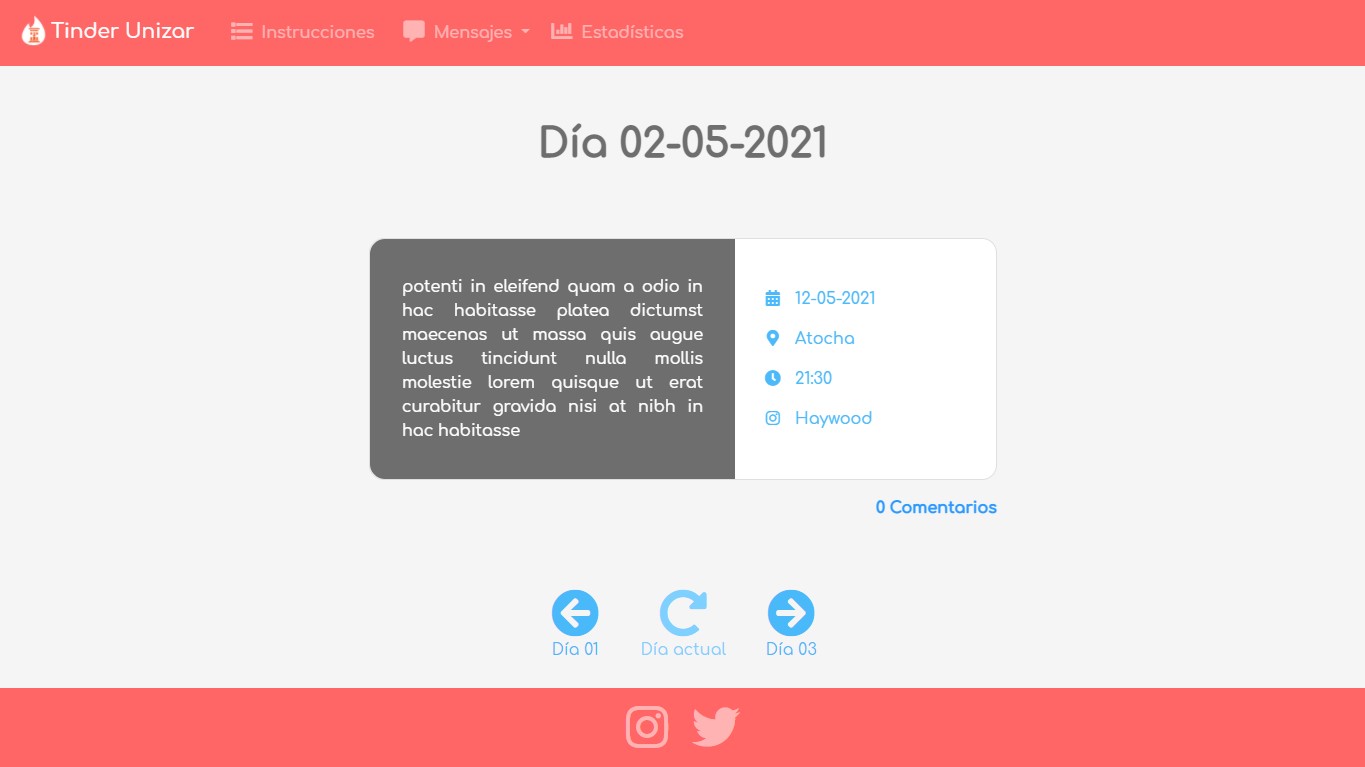 Tinder Unizar Instrucciones Mensajes Estadísticas
Día 02-05-2021
potenti in eleifend quam a odio in
hac habitasse platea dictumst
maecenas ut massa quis augue
luctus tincidunt nulla mollis
molestie lorem quisque ut erat
curabitur gravida nisi at nibh in
hac habitasse
12-05-2021
Atocha
21:30
Haywood
0 Comentarios
Día 01 Día actual Día 03